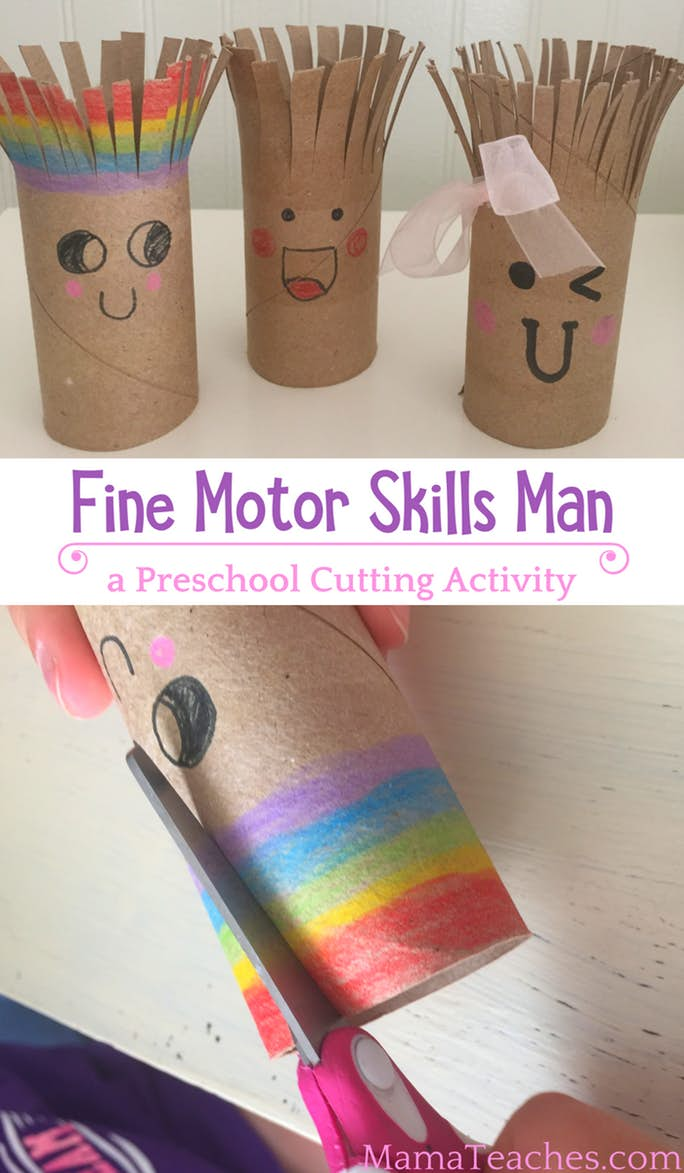 Fine Motor Skills Man
a Preschool Cutting Activity
MamaTeaches.com